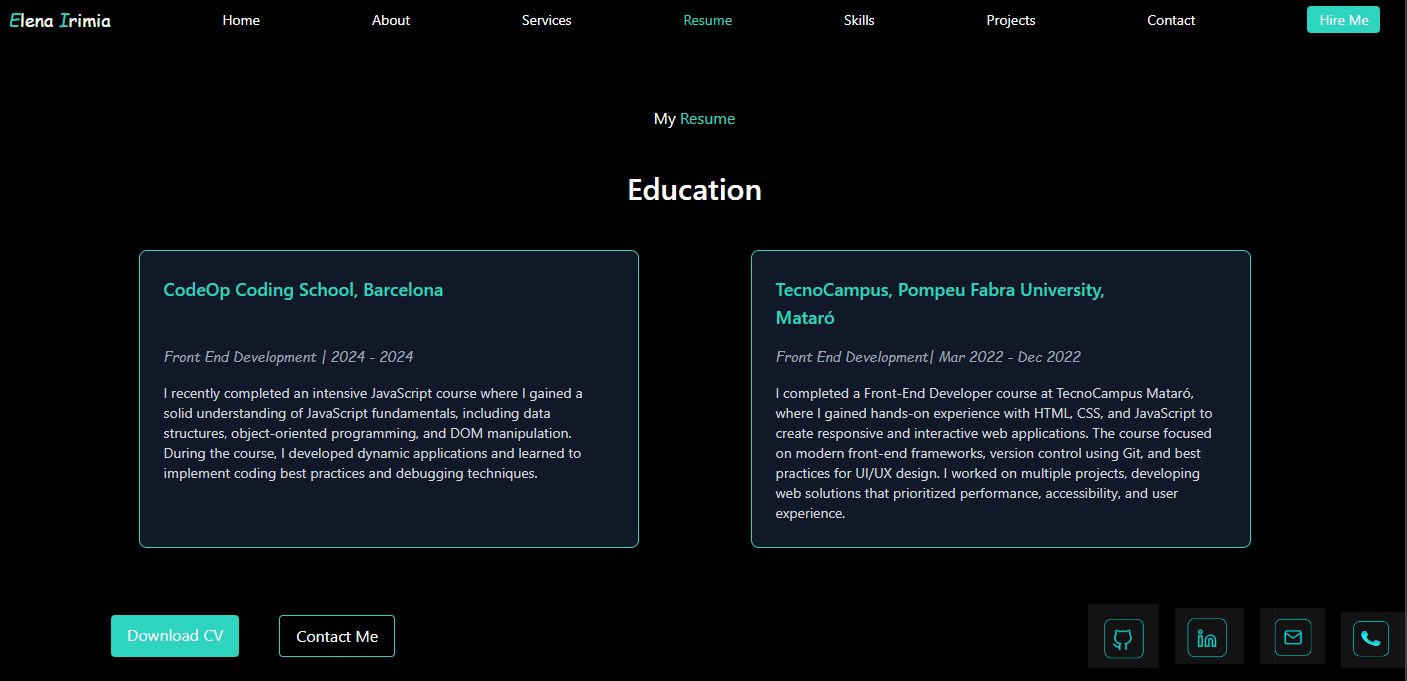 Elena Irimia Home About Services Resume Skills Projects Contact Hire Me
My Resume
Education
CodeOp Coding School, Barcelona
Front End Development | 2024 - 2024
I recently completed an intensive JavaScript course where I gained a
solid understanding of JavaScript fundamentals, including data
structures, object-oriented programming, and DOM manipulation.
During the course, I developed dynamic applications and learned to
implement coding best practices and debugging techniques.
TecnoCampus, Pompeu Fabra University,
Mataró
Front End Development| Mar 2022 - Dec 2022
I completed a Front-End Developer course at TecnoCampus Mataró,
where I gained hands-on experience with HTML, CSS, and JavaScript to
create responsive and interactive web applications. The course focused
on modern front-end frameworks, version control using Git, and best
practices for UI/UX design. I worked on multiple projects, developing
web solutions that prioritized performance, accessibility, and user
experience.
Download CV Contact Me
in